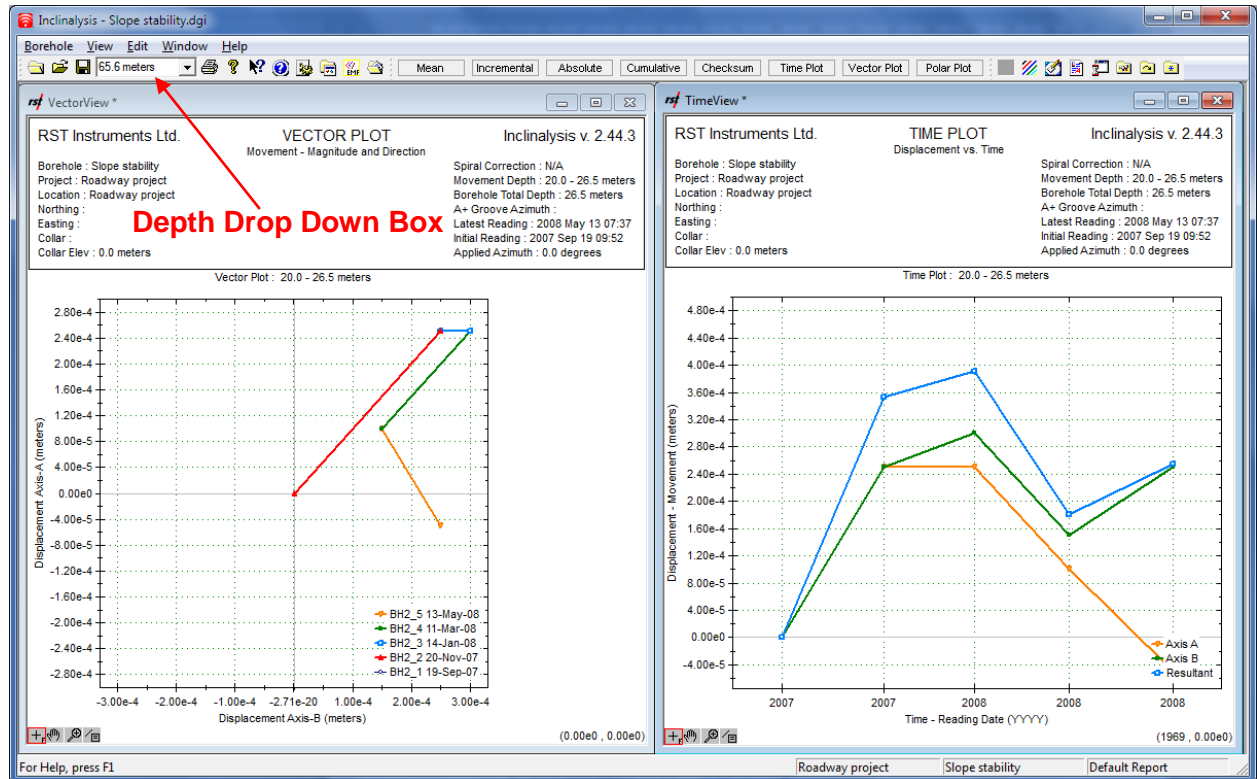 Inclinalysis - Slope stability.dgi
Borehole View Edit Window Help
65.6 meters
Mean Incremental Absolute Cumulative Checksum Time Plot Vector Plot Polar Plot
rst VectorView *
RST Instruments Ltd. VECTOR PLOT Inclinalysis v. 2.44.3
Movement - Magnitude and Direction
Borehole : Slope stability Spiral Correction : N/A
Project : Roadway project Movement Depth : 20.0 - 26.5 meters
Location : Roadway project Borehole Total Depth : 26.5 meters
Northing : A+ Groove Azimuth :
Easting : Latest Reading : 2008 May 13 07:37
Collar : Initial Reading : 2007 Sep 19 09:52
Collar Elev : 0.0 meters Applied Azimuth : 0.0 degrees
Depth Drop Down Box
Vector Plot : 20.0 - 26.5 meters
2.80e-4
2.40e-4
2.00e-4
1.60e-4
1.20e-4
8.00e-5
4.00e-5
0.00e0
-4.00e-5
-8.00e-5
-1.20e-4
-1.60e-4
-2.00e-4
-2.40e-4
-2.80e-4
Displacement Axis-A (meters)
BH2_5 13-May-08
BH2_4 11-Mar-08
BH2_3 14-Jan-08
BH2_2 20-Nov-07
BH2_1 19-Sep-07
-3.00e-4 -2.00e-4 -1.00e-4 -2.71e-20 1.00e-4 2.00e-4 3.00e-4
Displacement Axis-B (meters)
(0.00e0 , 0.00e0)
rst TimeView *
RST Instruments Ltd. TIME PLOT Inclinalysis v. 2.44.3
Displacement vs. Time
Borehole : Slope stability Spiral Correction : N/A
Project : Roadway project Movement Depth : 20.0 - 26.5 meters
Location : Roadway project Borehole Total Depth : 26.5 meters
Northing : A+ Groove Azimuth :
Easting : Latest Reading : 2008 May 13 07:37
Collar : Initial Reading : 2007 Sep 19 09:52
Collar Elev : 0.0 meters Applied Azimuth : 0.0 degrees
Time Plot : 20.0 - 26.5 meters
4.80e-4
4.40e-4
4.00e-4
3.60e-4
3.20e-4
2.80e-4
2.40e-4
2.00e-4
1.60e-4
1.20e-4
8.00e-5
4.00e-5
0.00e0
-4.00e-5
Displacement - Movement (meters)
Axis A
Axis B
Resultant
2007 2007 2008 2008 2008
Time - Reading Date (YYYY)
(1969 , 0.00e0)
For Help, press F1 Roadway project Slope stability Default Report